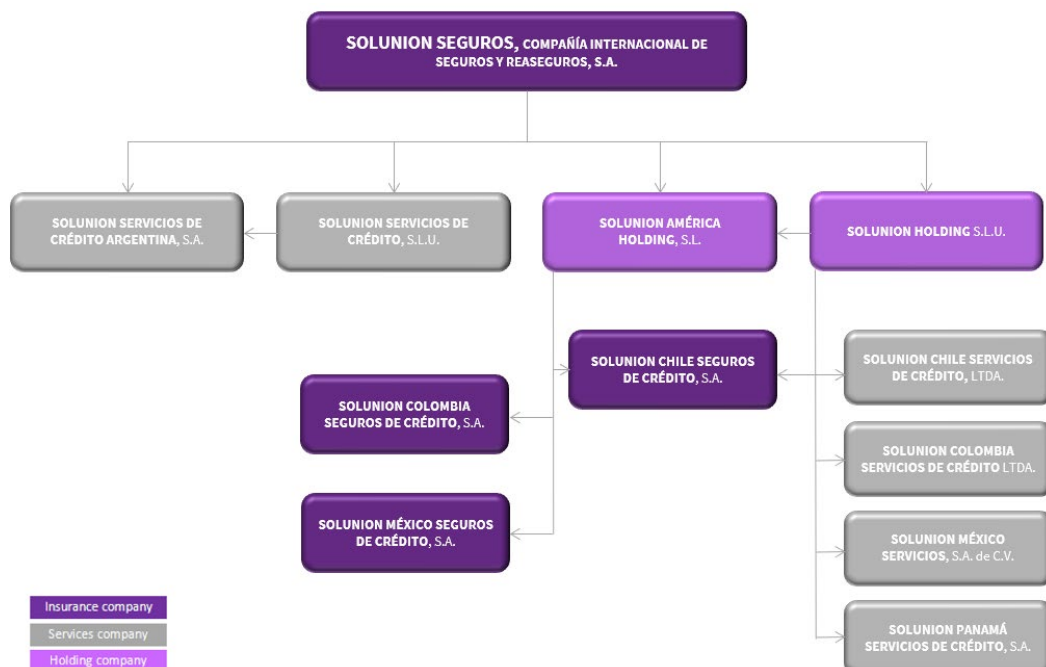 SOLUNION SEGUROS, COMPAÑÍA INTERNACIONAL DE
SEGUROS Y REASEGUROS, S.A.
SOLUNION SERVICIOS DE
CRÉDITO ARGENTINA, S.A.
SOLUNION SERVICIOS DE
CRÉDITO, S.L.U.
SOLUNION AMÉRICA
HOLDING, S.L.
SOLUNION HOLDING S.L.U.
SOLUNION CHILE SEGUROS
DE CRÉDITO, S.A.
SOLUNION CHILE SERVICIOS
DE CRÉDITO, LTDA.
SOLUNION COLOMBIA
SEGUROS DE CRÉDITO, S.A.
SOLUNION COLOMBIA
SERVICIOS DE CRÉDITO LTDA.
SOLUNION MÉXICO SEGUROS
DE CRÉDITO, S.A.
SOLUNION MÉXICO
SERVICIOS, S.A. de C.V.
SOLUNION PANAMÁ
SERVICIOS DE CRÉDITO, S.A.
Insurance company
Services company
Holding company